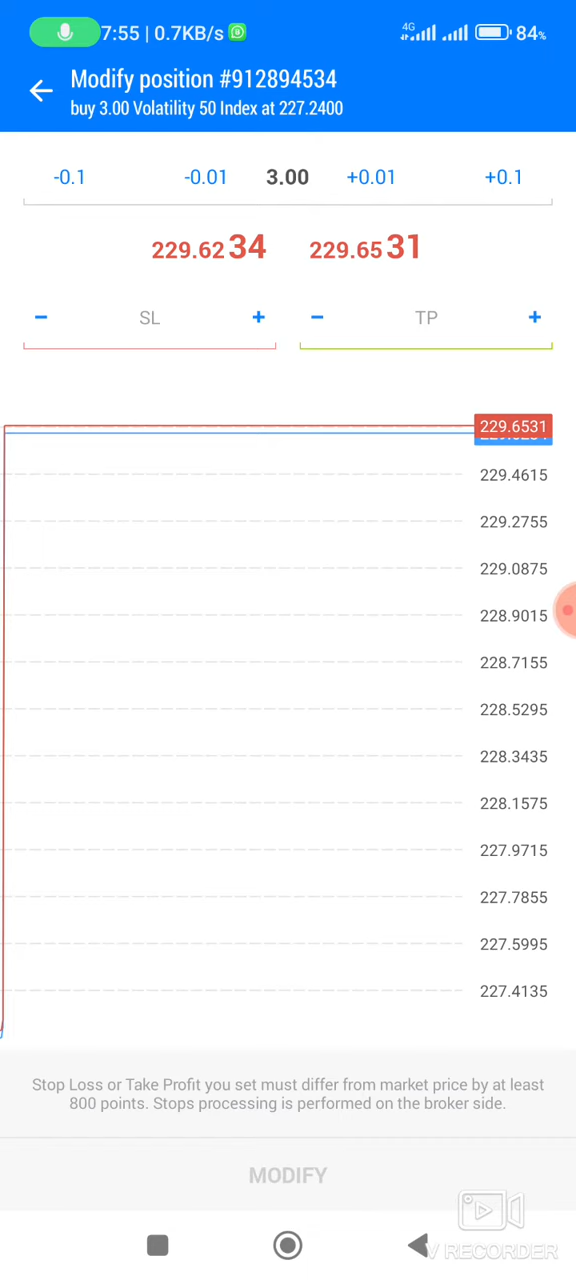 7:55 | 0.7KB/s 4G 84%
Modify position #912894534
buy 3.00 Volatility 50 Index at 227.2400
-0.1 -0.01 3.00 +0.01 +0.1
229.6234 229.6531
− SL + − TP +
229.6531
229.4615
229.2755
229.0875
228.9015
228.7155
228.5295
228.3435
228.1575
227.9715
227.7855
227.5995
227.4135
Stop Loss or Take Profit you set must differ from market price by at least
800 points. Stops processing is performed on the broker side.
MODIFY
V RECORDER